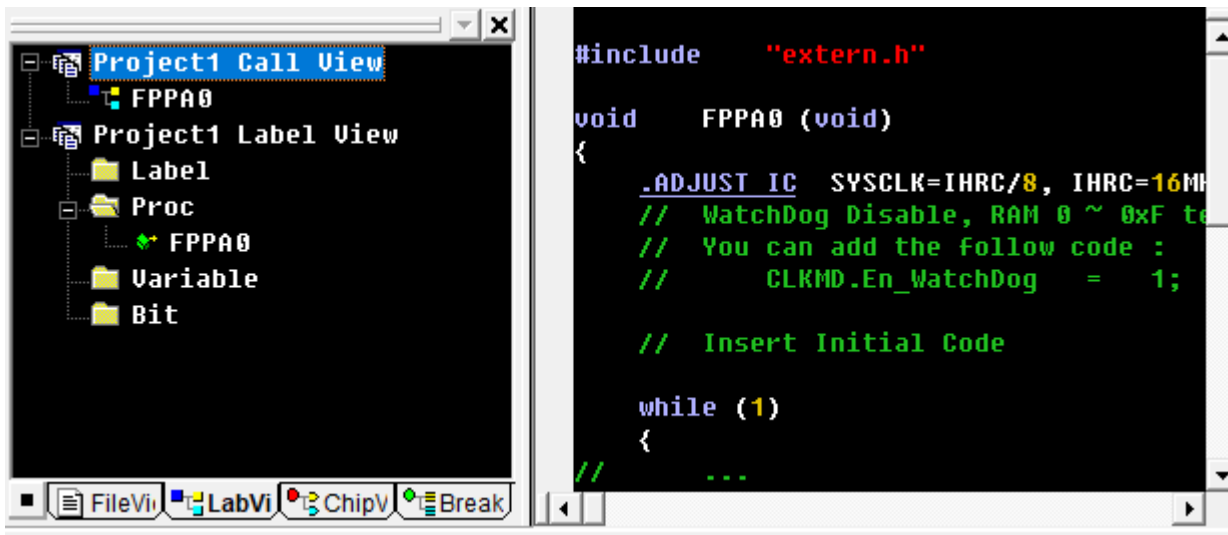 Project1 Call View
FPPA0
Project1 Label View
Label
Proc
FPPA0
Variable
Bit
FileVi
LabVi
ChipV
Break
#include "extern.h"
void FPPA0 (void)
{
.ADJUST_IC SYSCLK=IHRC/8, IHRC=16MH
// WatchDog Disable, RAM 0 ~ 0xF te
// You can add the follow code :
// CLKMD.En_WatchDog = 1;
// Insert Initial Code
while (1)
{
// ...